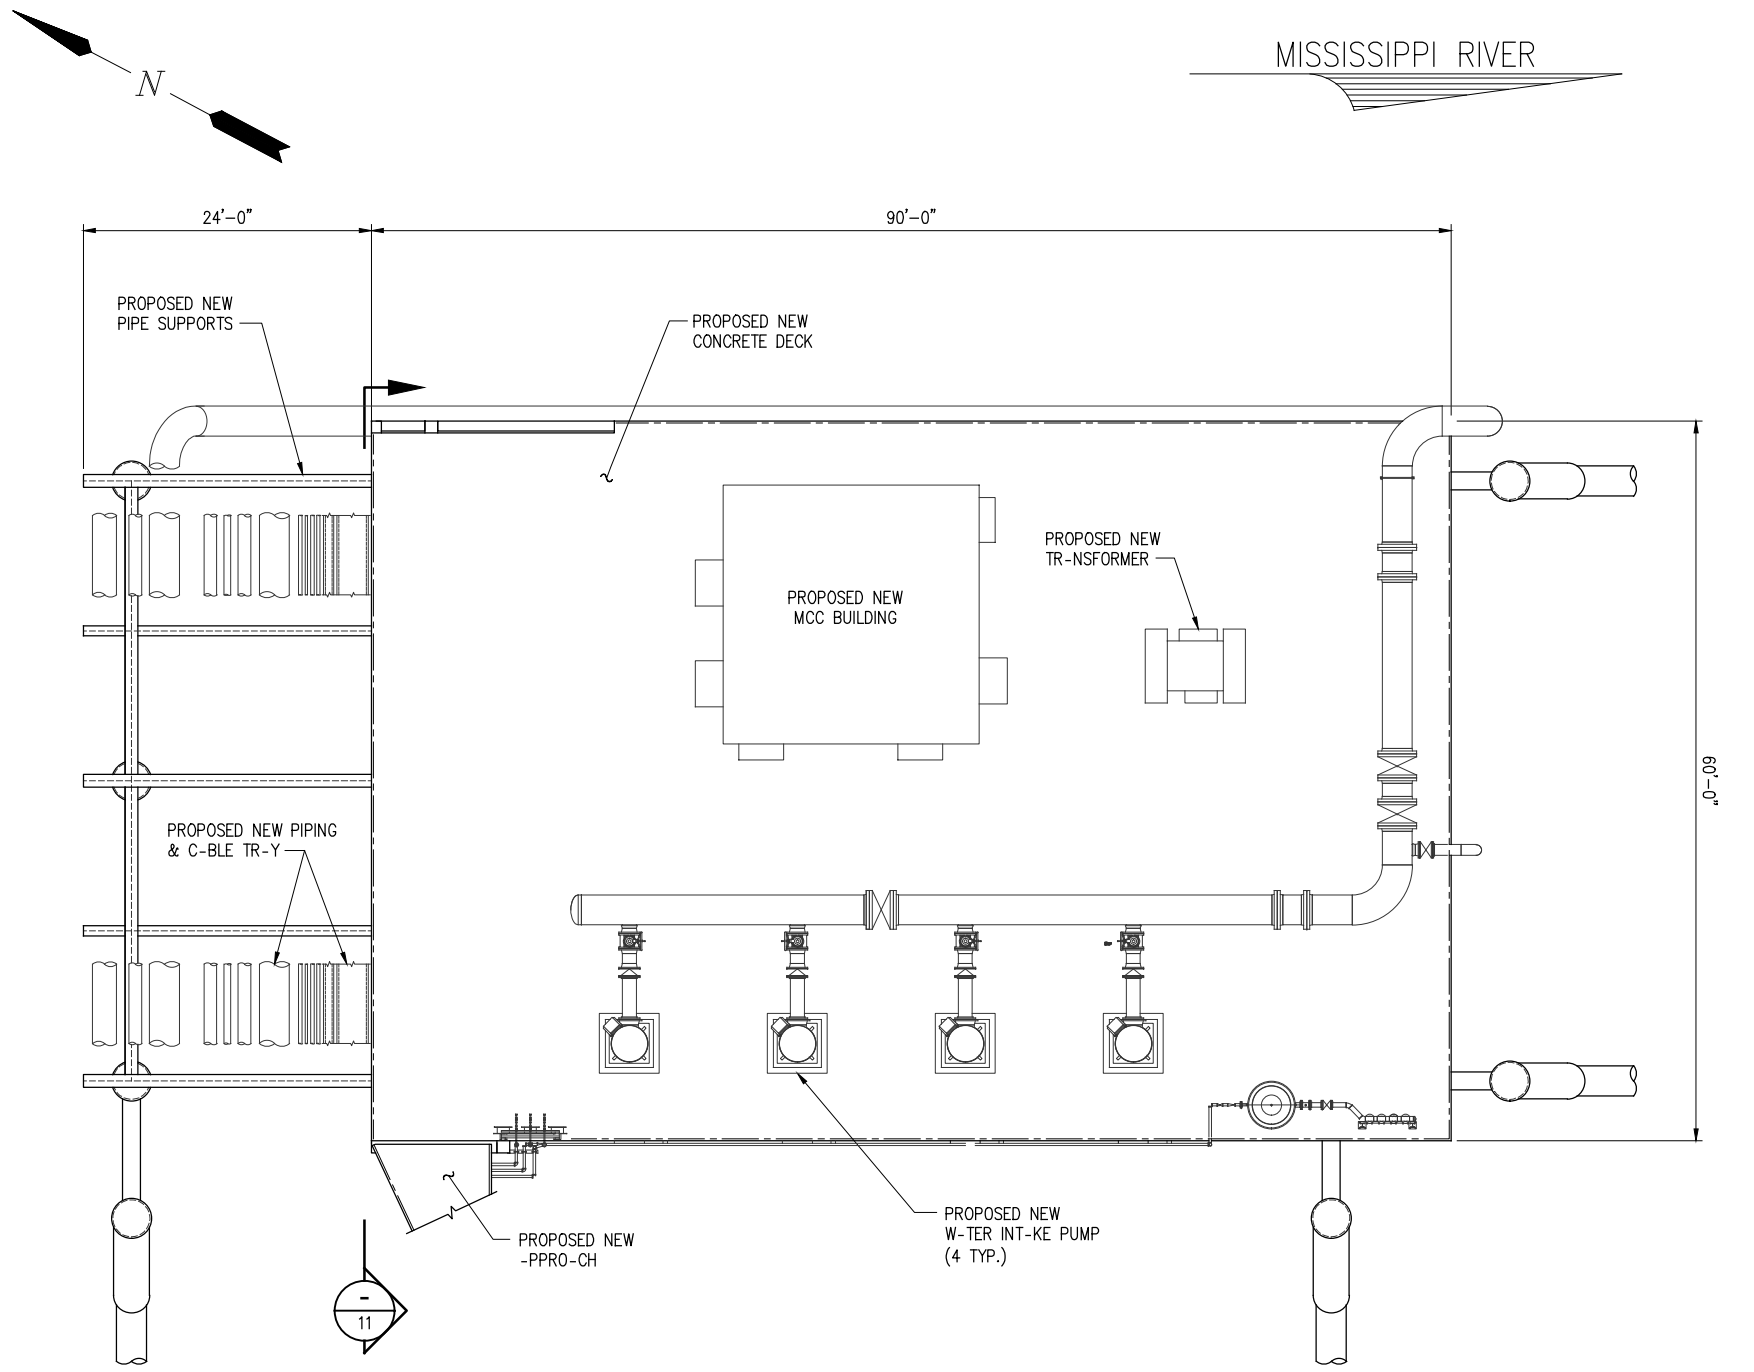 MISSISSIPPI RIVER
N
24'-0"
90'-0"
PROPOSED NEW
PIPE SUPPORTS
PROPOSED NEW
CONCRETE DECK
PROPOSED NEW
TR-NSFORMER
PROPOSED NEW
MCC BUILDING
60'-0"
PROPOSED NEW PIPING
& C-BLE TR-Y
PROPOSED NEW
W-TER INT-KE PUMP
(4 TYP.)
PROPOSED NEW
-PPRO-CH
-
11